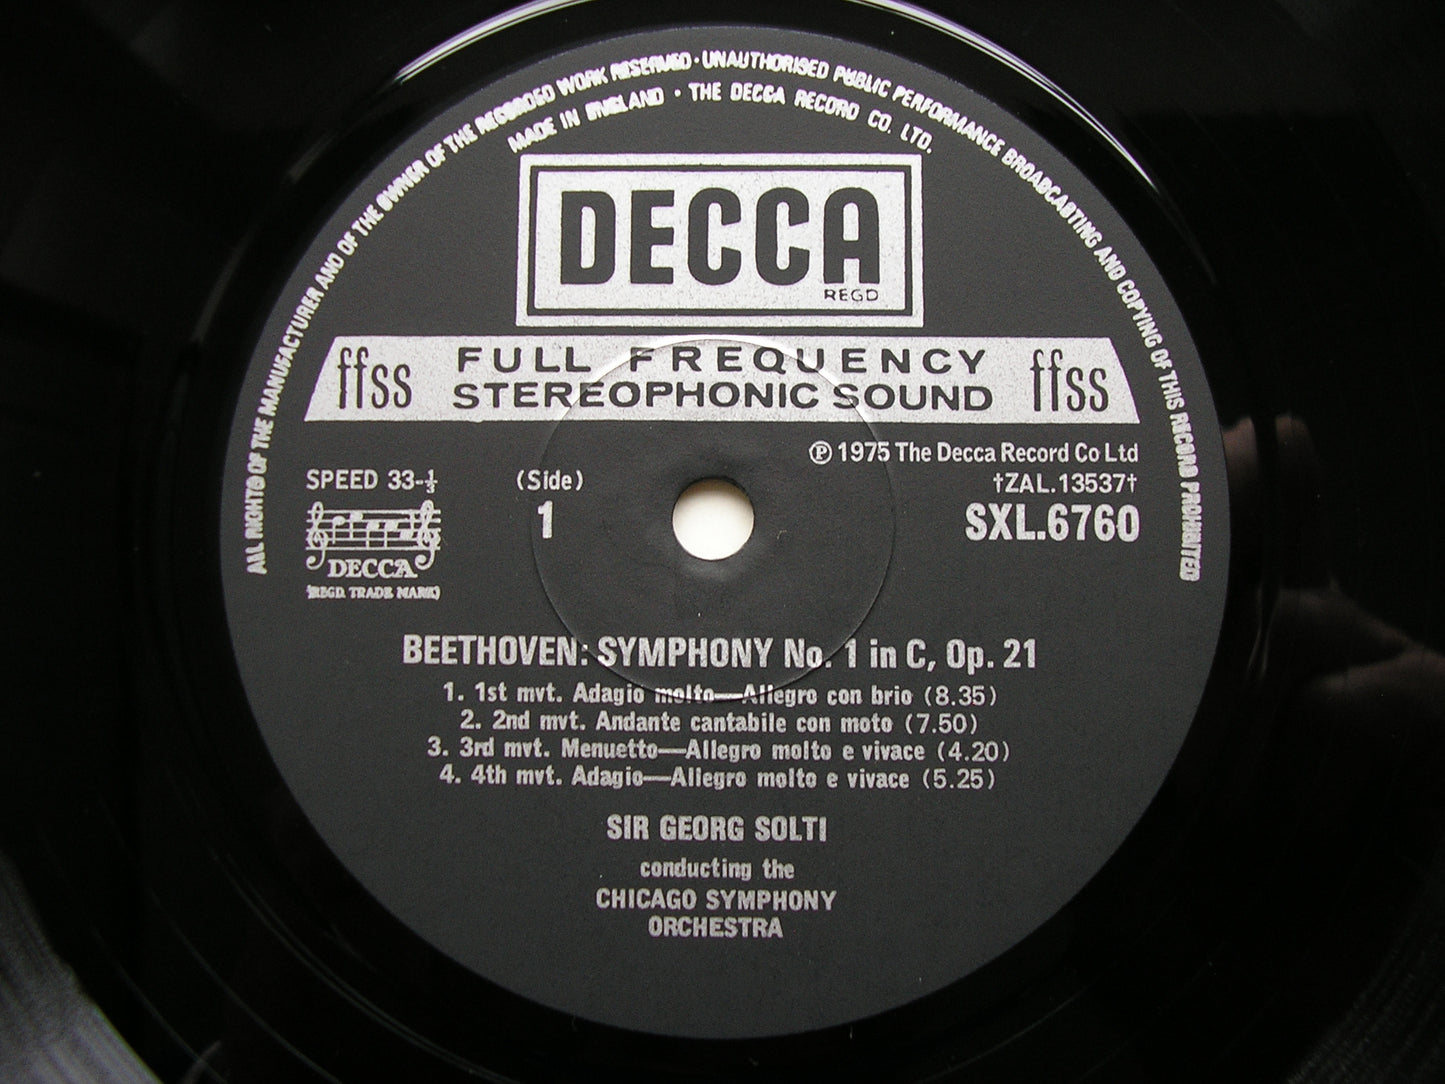 ALL RIGHTS OF THE MANUFACTURER AND OF THE OWNER OF THE RECORDED WORK RESERVED · UNAUTHORISED PUBLIC PERFORMANCE BROADCASTING AND COPYING OF THIS RECORD PROHIBITED
MADE IN ENGLAND · THE DECCA RECORD CO. LTD.
DECCA
REGD
ffss FULL FREQUENCY ffss
STEREOPHONIC SOUND
℗ 1975 The Decca Record Co Ltd
SPEED 33-⅓ (Side) †ZAL.13537†
1 SXL.6760
DECCA
(REGD. TRADE MARK)
BEETHOVEN: SYMPHONY No. 1 in C, Op. 21
1. 1st mvt. Adagio molto—Allegro con brio (8.35)
2. 2nd mvt. Andante cantabile con moto (7.50)
3. 3rd mvt. Menuetto—Allegro molto e vivace (4.20)
4. 4th mvt. Adagio—Allegro molto e vivace (5.25)
SIR GEORG SOLTI
conducting the
CHICAGO SYMPHONY
ORCHESTRA